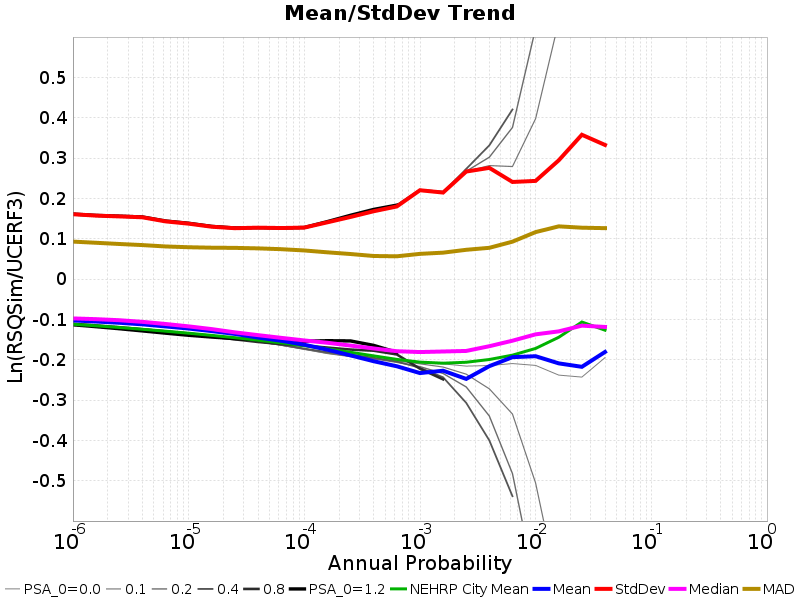 Mean/StdDev Trend
Ln(RSQSim/UCERF3)
0.5
0.4
0.3
0.2
0.1
0
-0.1
-0.2
-0.3
-0.4
-0.5
10^-6 10^-5 10^-4 10^-3 10^-2 10^-1 10^0
Annual Probability
PSA_0=0.0 0.1 0.2 0.4 0.8 PSA_0=1.2 NEHRP City Mean Mean StdDev Median MAD